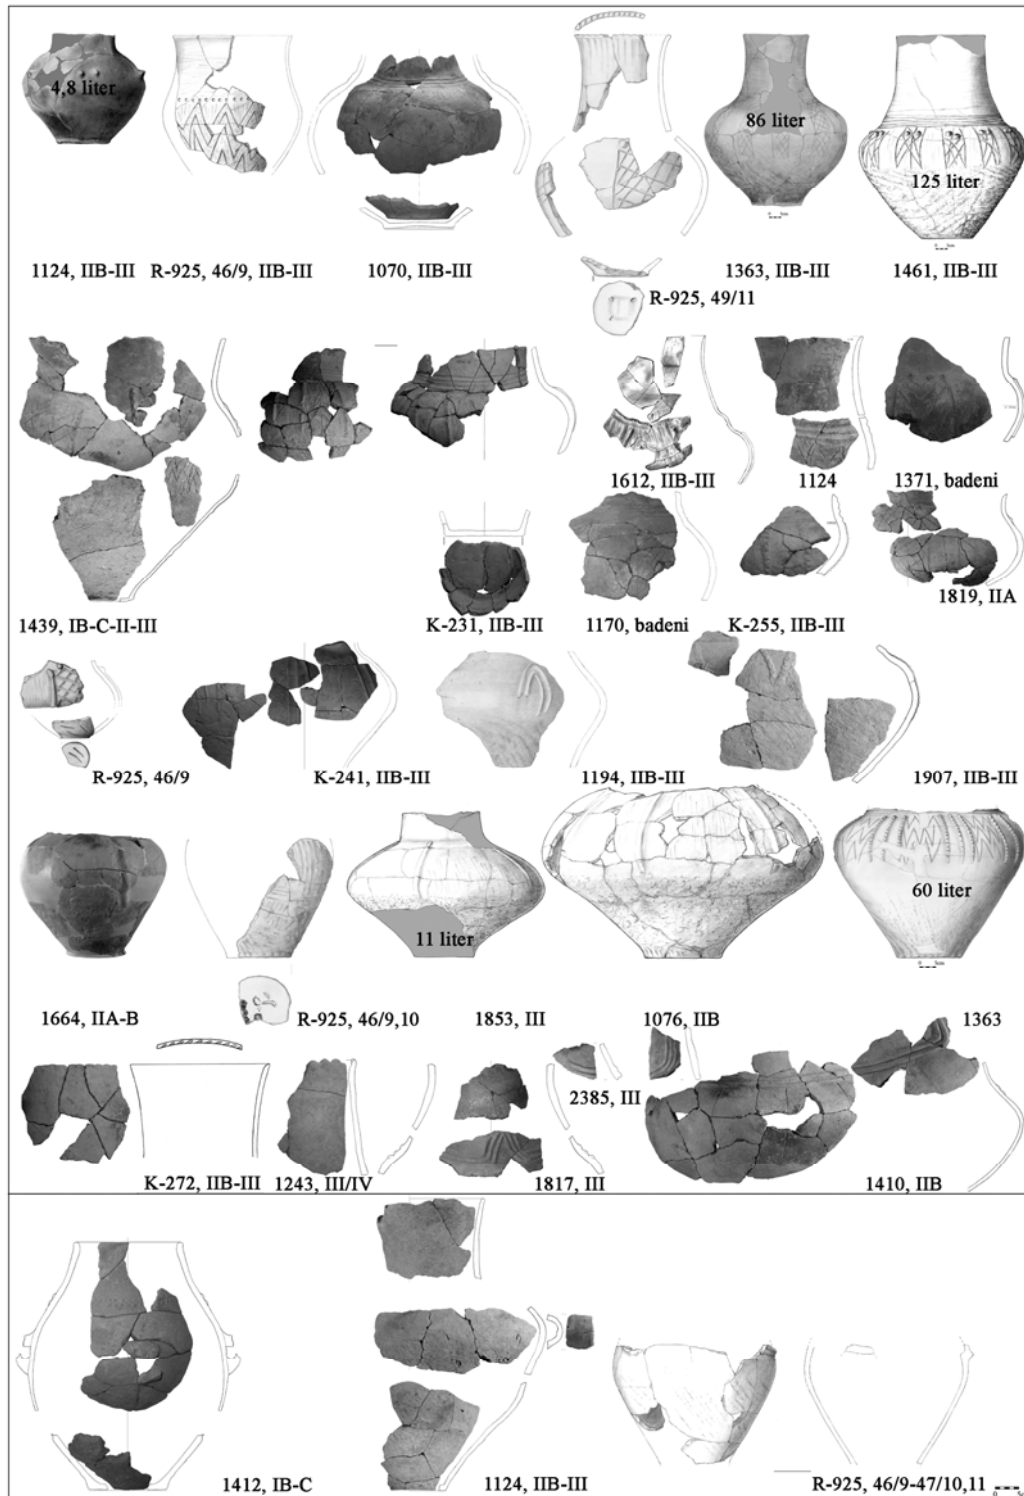 4,8 liter
86 liter
125 liter
1124, IIB-III
R-925, 46/9, IIB-III
1070, IIB-III
1363, IIB-III
1461, IIB-III
R-925, 49/11
1612, IIB-III
1124
1371, badeni
1819, IIA
1439, IB-C-II-III
K-231, IIB-III
1170, badeni
K-255, IIB-III
R-925, 46/9
K-241, IIB-III
1194, IIB-III
1907, IIB-III
11 liter
60 liter
1664, IIA-B
R-925, 46/9,10
1853, III
1076, IIB
1363
2385, III
K-272, IIB-III
1243, III/IV
1817, III
1410, IIB
1412, IB-C
1124, IIB-III
R-925, 46/9-47/10,11